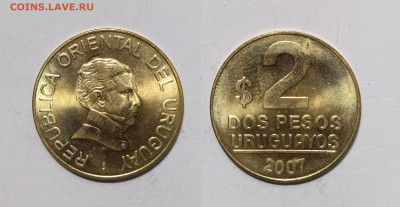 COINS.LAVE.RU
REPUBLICA ORIENTAL DEL URUGUAY
$ 2
DOS PESOS
URUGUAYOS
2007